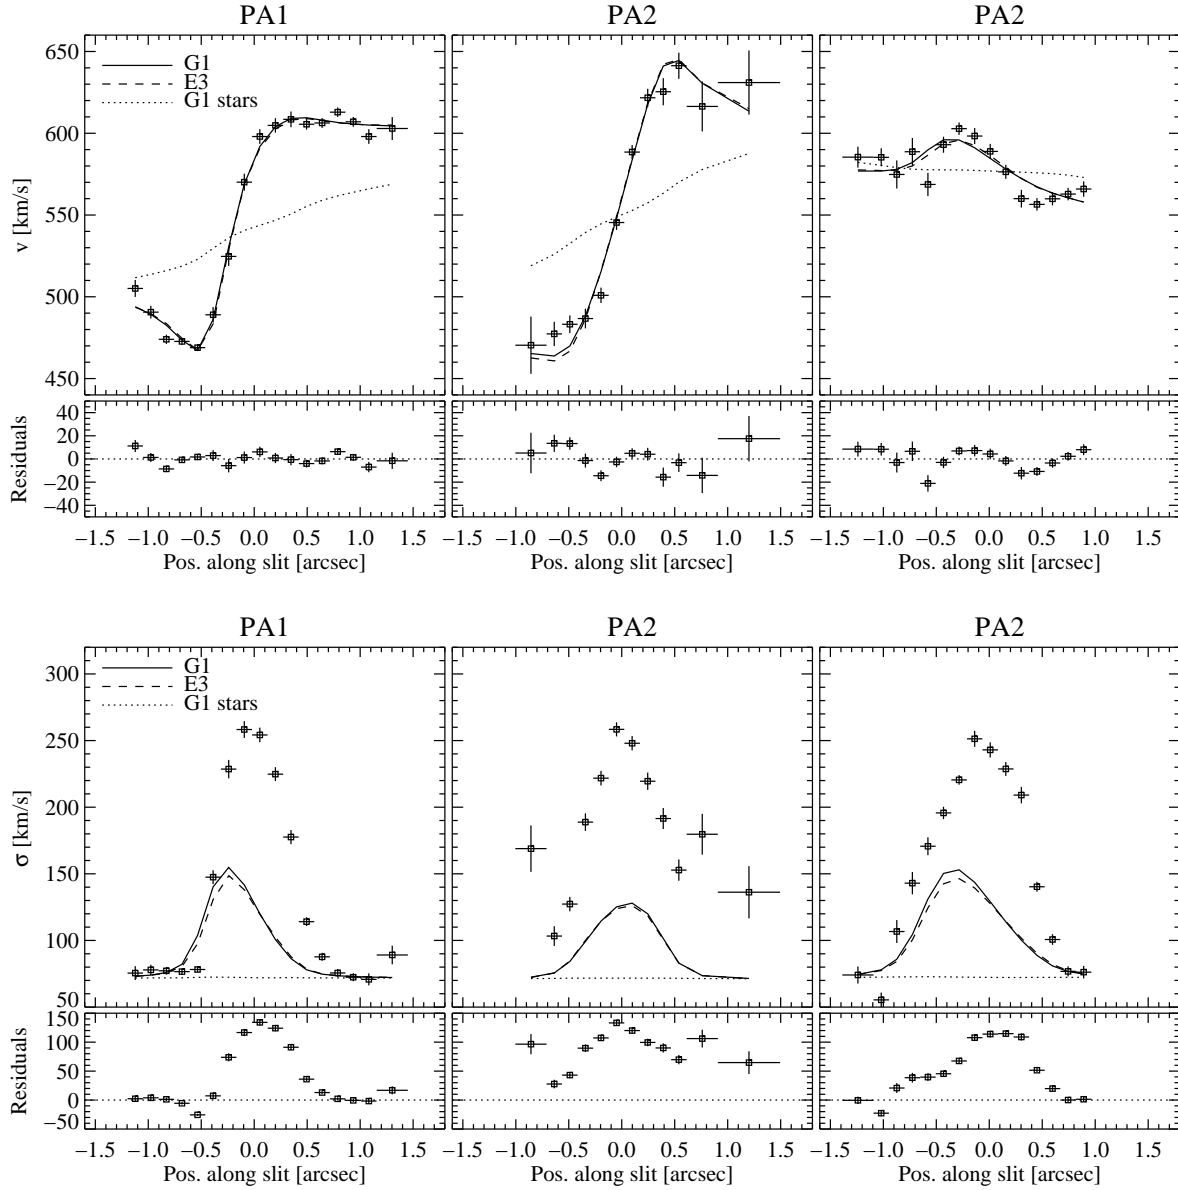 PA1 PA2 PA2
G1
E3
G1 stars
v [km/s]
650
600
550
500
450
Residuals
40
20
0
−20
−40
−1.5 −1.0 −0.5 0.0 0.5 1.0 1.5 −1.5 −1.0 −0.5 0.0 0.5 1.0 1.5 −1.5 −1.0 −0.5 0.0 0.5 1.0 1.5
Pos. along slit [arcsec] Pos. along slit [arcsec] Pos. along slit [arcsec]
PA1 PA2 PA2
G1
E3
G1 stars
σ [km/s]
300
250
200
150
100
50
Residuals
150
100
50
0
−50
−1.5 −1.0 −0.5 0.0 0.5 1.0 1.5 −1.5 −1.0 −0.5 0.0 0.5 1.0 1.5 −1.5 −1.0 −0.5 0.0 0.5 1.0 1.5
Pos. along slit [arcsec] Pos. along slit [arcsec] Pos. along slit [arcsec]